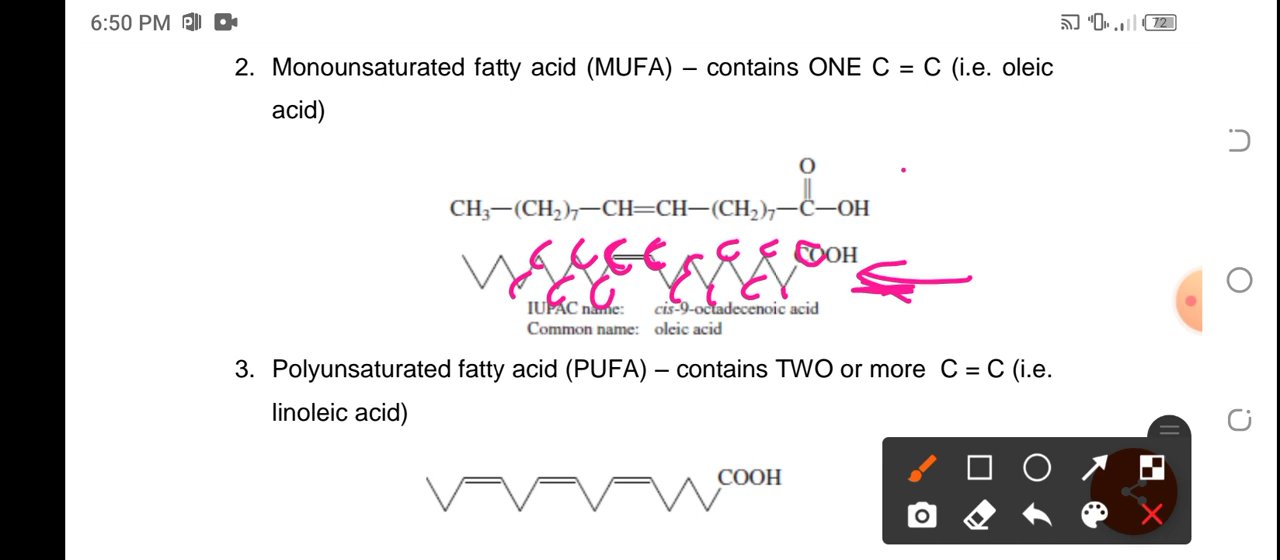 6:50 PM
72
2. Monounsaturated fatty acid (MUFA) – contains ONE C = C (i.e. oleic
acid)
O
CH₃—(CH₂)₇—CH=CH—(CH₂)₇—C—OH
COOH
IUPAC name: cis-9-octadecenoic acid
Common name: oleic acid
3. Polyunsaturated fatty acid (PUFA) – contains TWO or more C = C (i.e.
linoleic acid)
COOH